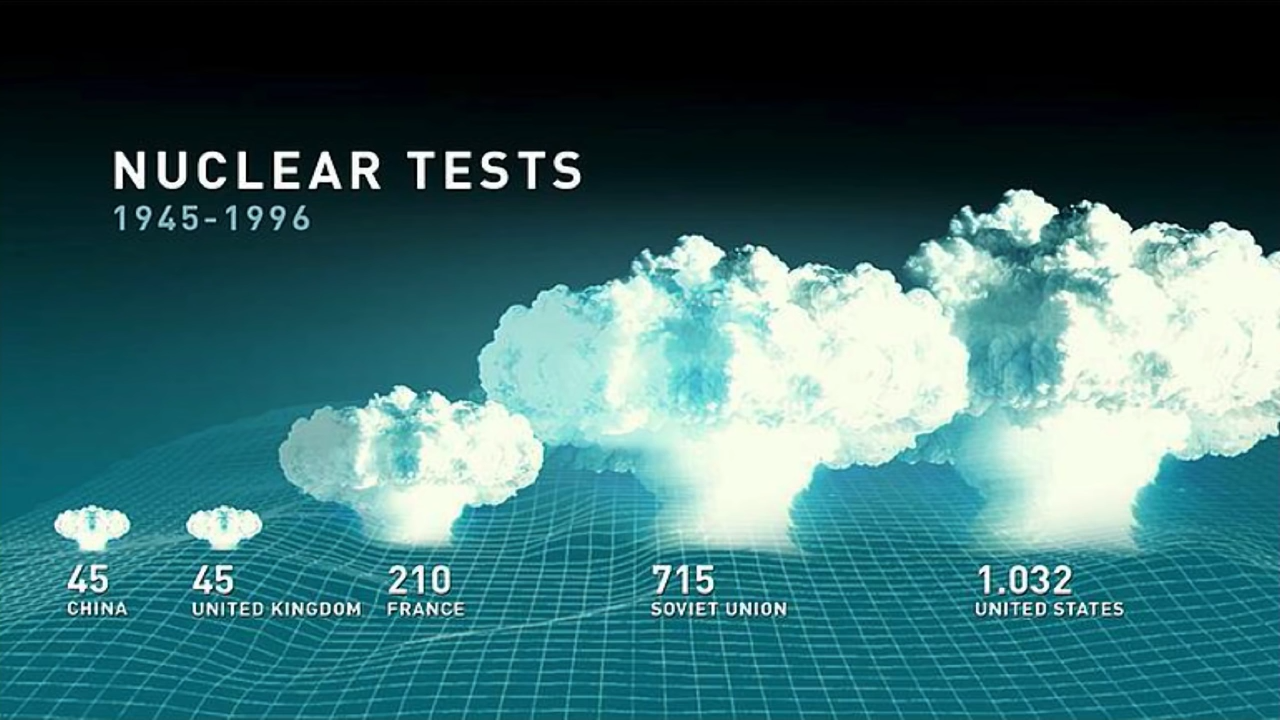 NUCLEAR TESTS
1945-1996
45
CHINA
45
UNITED KINGDOM
210
FRANCE
715
SOVIET UNION
1.032
UNITED STATES